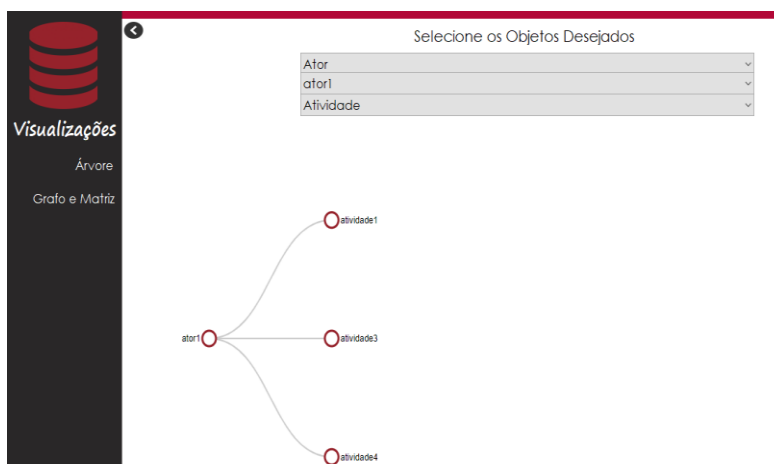 Visualizações
Árvore
Grafo e Matriz
Selecione os Objetos Desejados
Ator
ator1
Atividade
atividade1
ator1
atividade3
atividade4